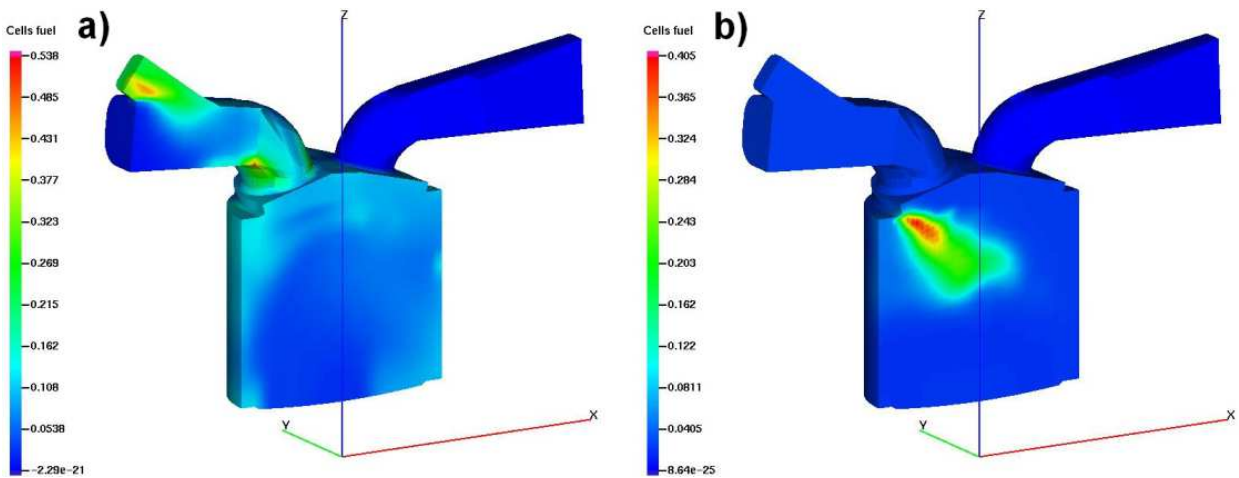 a)
Cells fuel
0.538
0.485
0.431
0.377
0.323
0.269
0.215
0.162
0.108
0.0538
-2.29e-21
Z
Y
X
b)
Cells fuel
0.405
0.365
0.324
0.284
0.243
0.203
0.162
0.122
0.0811
0.0405
8.64e-25
Z
Y
X